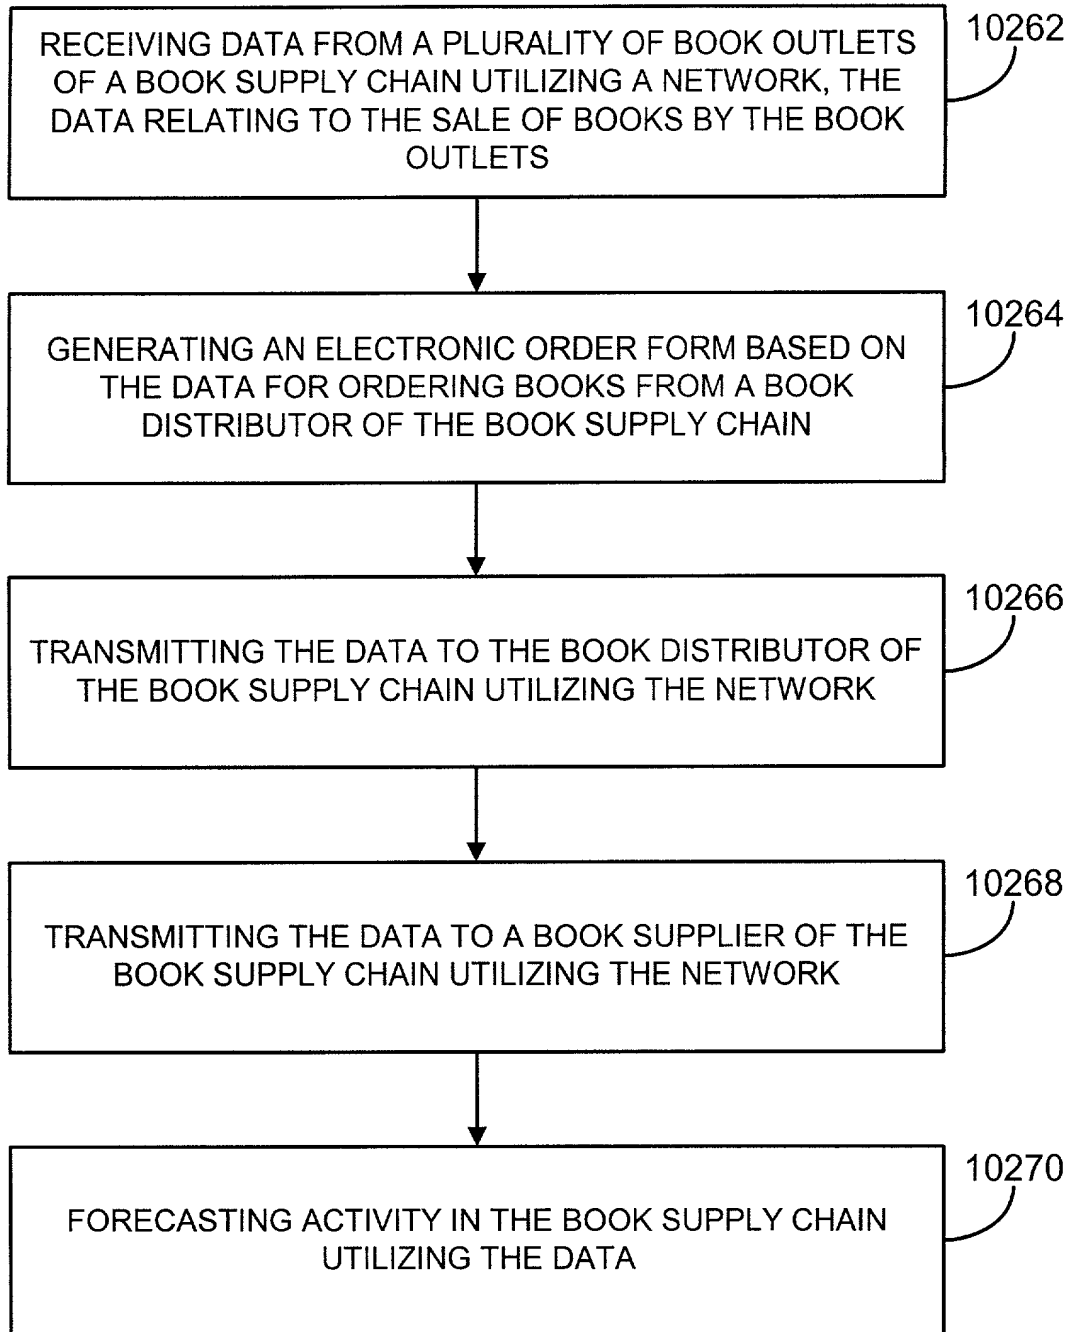 10262
RECEIVING DATA FROM A PLURALITY OF BOOK OUTLETS
OF A BOOK SUPPLY CHAIN UTILIZING A NETWORK, THE
DATA RELATING TO THE SALE OF BOOKS BY THE BOOK
OUTLETS
10264
GENERATING AN ELECTRONIC ORDER FORM BASED ON
THE DATA FOR ORDERING BOOKS FROM A BOOK
DISTRIBUTOR OF THE BOOK SUPPLY CHAIN
10266
TRANSMITTING THE DATA TO THE BOOK DISTRIBUTOR OF
THE BOOK SUPPLY CHAIN UTILIZING THE NETWORK
10268
TRANSMITTING THE DATA TO A BOOK SUPPLIER OF THE
BOOK SUPPLY CHAIN UTILIZING THE NETWORK
10270
FORECASTING ACTIVITY IN THE BOOK SUPPLY CHAIN
UTILIZING THE DATA